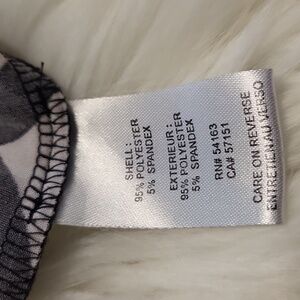 SHELL:
95% POLYESTER
5% SPANDEX
EXTERIEUR:
95% POLYESTER
5% SPANDEX
RN# 54163
CA# 57151
CARE ON REVERSE
ENTRETIEN AU VERSO